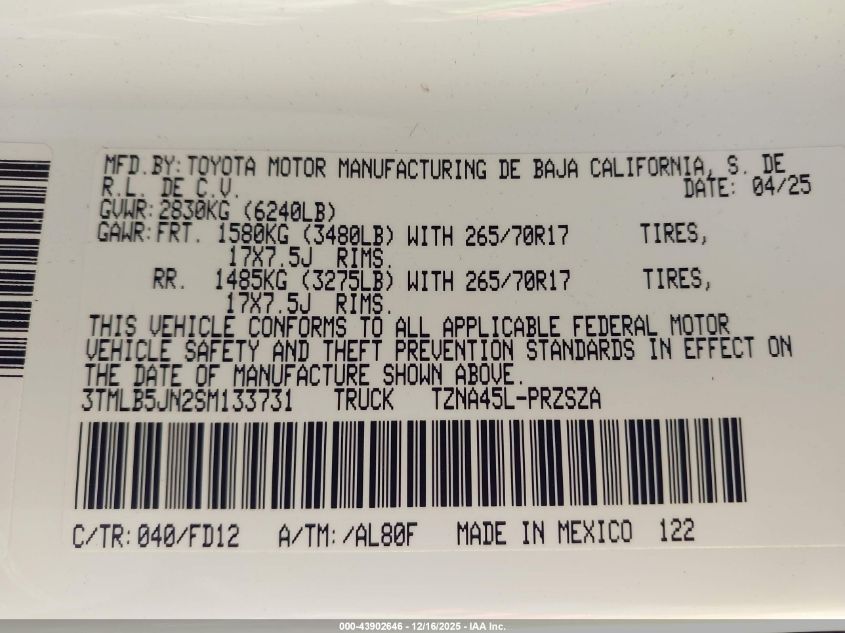 MFD.BY:TOYOTA MOTOR MANUFACTURING DE BAJA CALIFORNIA, S. DE
R.L. DE C.V. DATE: 04/25
GVWR:2830KG (6240LB)
GAWR:FRT. 1580KG (3480LB) WITH 265/70R17 TIRES,
17X7.5J RIMS.
RR. 1485KG (3275LB) WITH 265/70R17 TIRES,
17X7.5J RIMS.
THIS VEHICLE CONFORMS TO ALL APPLICABLE FEDERAL MOTOR
VEHICLE SAFETY AND THEFT PREVENTION STANDARDS IN EFFECT ON
THE DATE OF MANUFACTURE SHOWN ABOVE.
3TMLB5JN2SM133731 TRUCK TZNA45L-PRZSZA
C/TR:040/FD12 A/TM:/AL80F MADE IN MEXICO 122
000-43902646 - 12/16/2025 - IAA Inc.